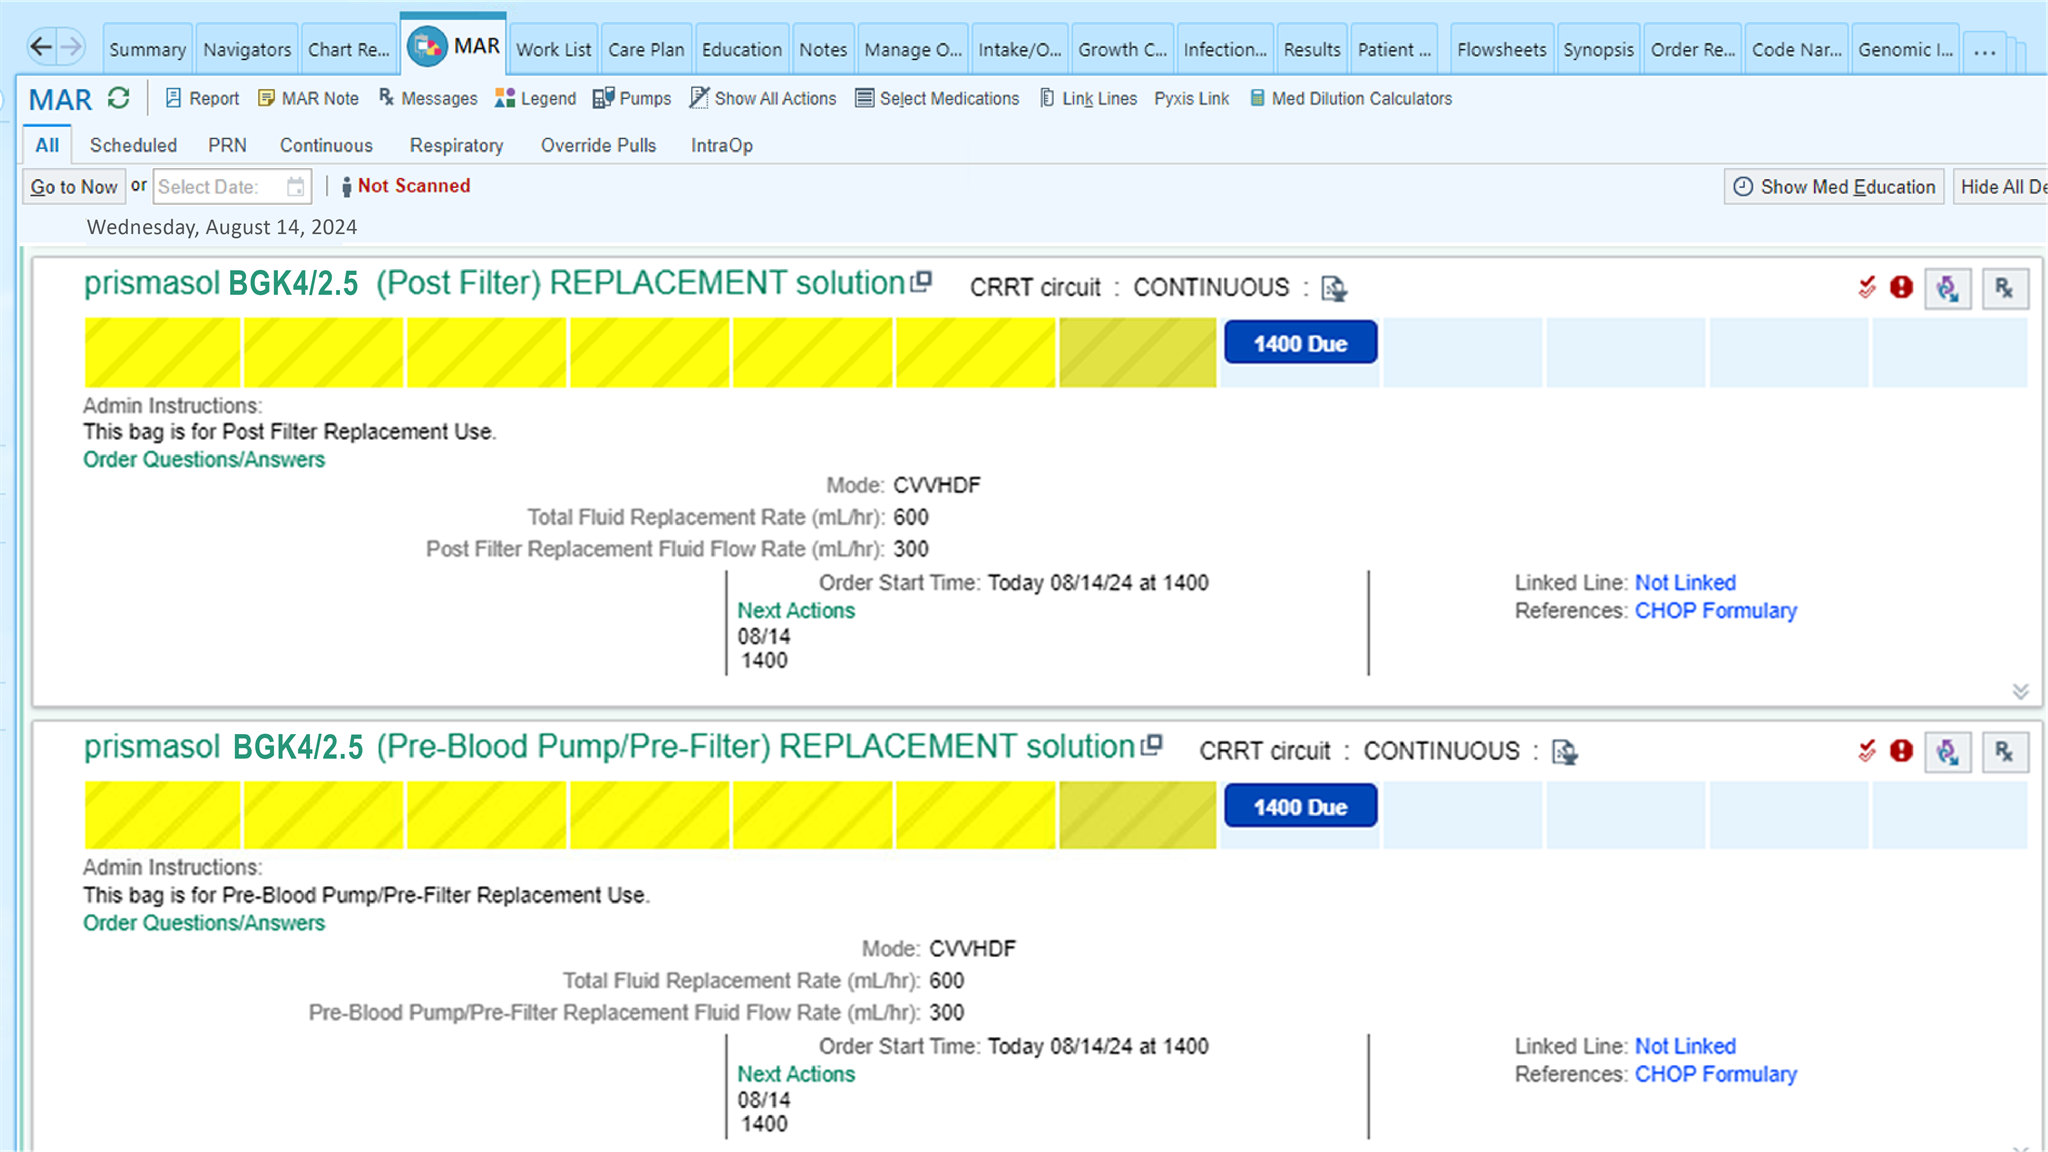 Summary Navigators Chart Re... MAR Work List Care Plan Education Notes Manage O... Intake/O... Growth C... Infection... Results Patient ... Flowsheets Synopsis Order Re... Code Nar... Genomic I... ...
MAR Report MAR Note Messages Legend Pumps Show All Actions Select Medications Link Lines Pyxis Link Med Dilution Calculators
All Scheduled PRN Continuous Respiratory Override Pulls IntraOp
Go to Now or Select Date: Not Scanned Show Med Education Hide All De
Wednesday, August 14, 2024
prismasol BGK4/2.5 (Post Filter) REPLACEMENT solution CRRT circuit : CONTINUOUS : Rx
1400 Due
Admin Instructions:
This bag is for Post Filter Replacement Use.
Order Questions/Answers
Mode: CVVHDF
Total Fluid Replacement Rate (mL/hr): 600
Post Filter Replacement Fluid Flow Rate (mL/hr): 300
Order Start Time: Today 08/14/24 at 1400 Linked Line: Not Linked
Next Actions References: CHOP Formulary
08/14
1400
prismasol BGK4/2.5 (Pre-Blood Pump/Pre-Filter) REPLACEMENT solution CRRT circuit : CONTINUOUS : Rx
1400 Due
Admin Instructions:
This bag is for Pre-Blood Pump/Pre-Filter Replacement Use.
Order Questions/Answers
Mode: CVVHDF
Total Fluid Replacement Rate (mL/hr): 600
Pre-Blood Pump/Pre-Filter Replacement Fluid Flow Rate (mL/hr): 300
Order Start Time: Today 08/14/24 at 1400 Linked Line: Not Linked
Next Actions References: CHOP Formulary
08/14
1400